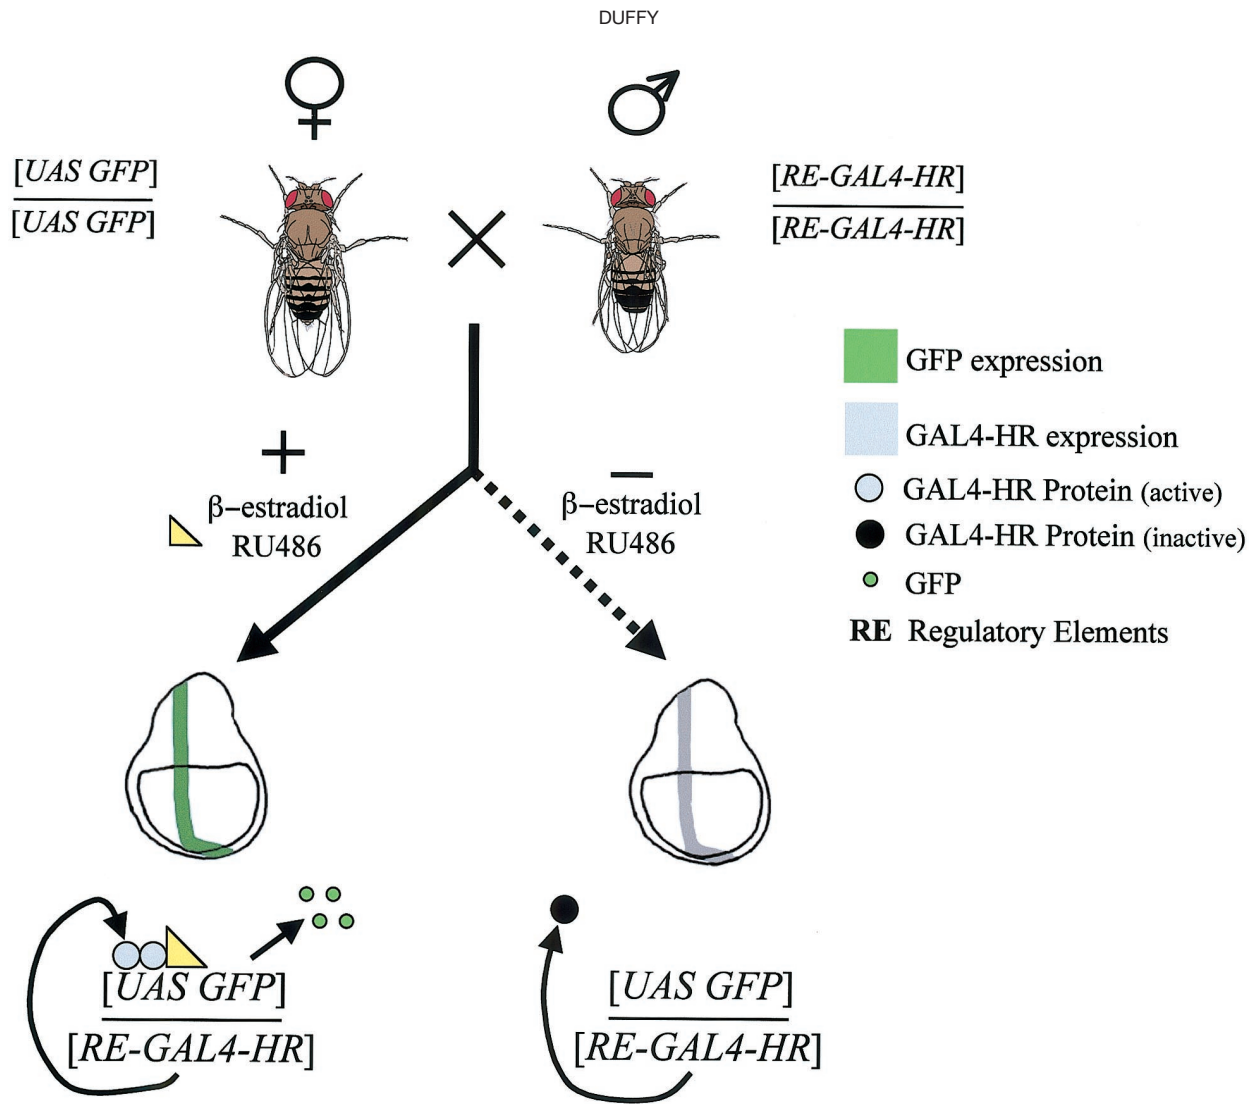 DUFFY
[UAS GFP]
[UAS GFP]
[RE-GAL4-HR]
[RE-GAL4-HR]
GFP expression
GAL4-HR expression
GAL4-HR Protein (active)
GAL4-HR Protein (inactive)
GFP
RE Regulatory Elements
+
β–estradiol
RU486
–
β–estradiol
RU486
[UAS GFP]
[RE-GAL4-HR]
[UAS GFP]
[RE-GAL4-HR]